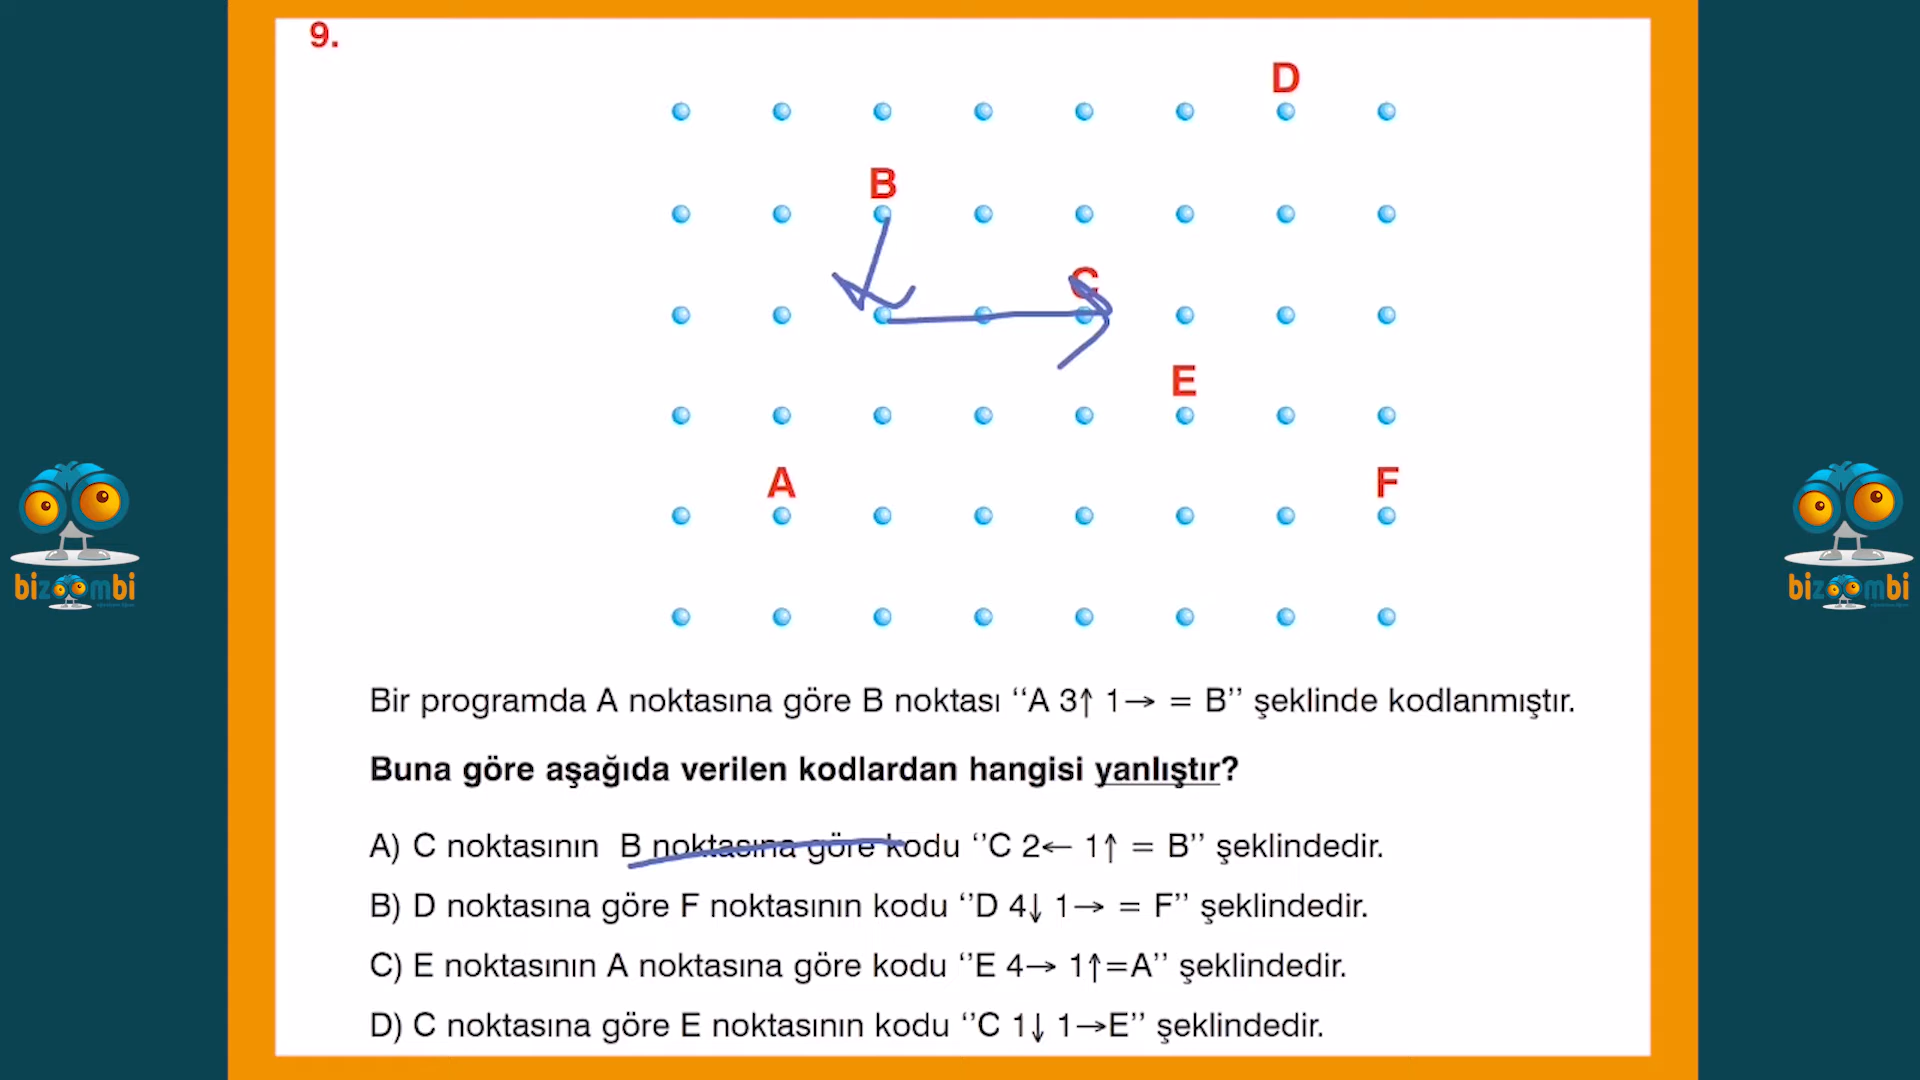 9.
D
B
C
E
A
F
Bir programda A noktasına göre B noktası ‘‘A 3↑ 1→ = B’’ şeklinde kodlanmıştır.
Buna göre aşağıda verilen kodlardan hangisi yanlıştır?
A) C noktasının B noktasına göre kodu ‘’C 2← 1↑ = B’’ şeklindedir.
B) D noktasına göre F noktasının kodu ‘’D 4↓ 1→ = F’’ şeklindedir.
C) E noktasının A noktasına göre kodu ‘’E 4→ 1↑=A’’ şeklindedir.
D) C noktasına göre E noktasının kodu ‘’C 1↓ 1→E’’ şeklindedir.
bizoombi
bizoombi